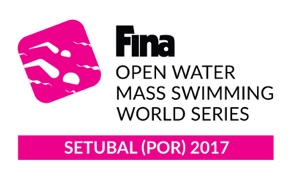 Fina
OPEN WATER
MASS SWIMMING
WORLD SERIES
SETUBAL (POR) 2017